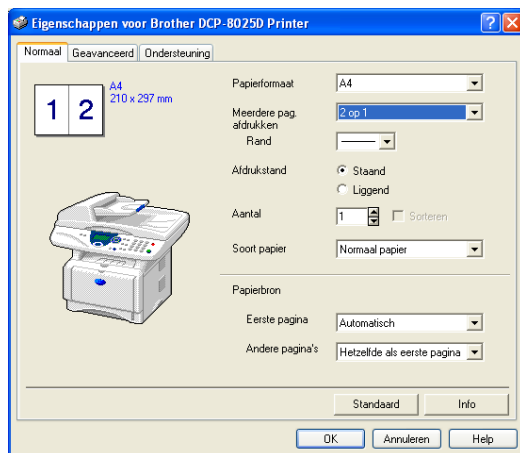 Eigenschappen voor Brother DCP-8025D Printer
Normaal
Geavanceerd
Ondersteuning
1 2
A4
210 x 297 mm
Papierformaat
A4
Meerdere pag.
afdrukken
2 op 1
Rand
Afdrukstand
Staand
Liggend
Aantal
1
Sorteren
Soort papier
Normaal papier
Papierbron
Eerste pagina
Automatisch
Andere pagina's
Hetzelfde als eerste pagina
Standaard
Info
OK
Annuleren
Help